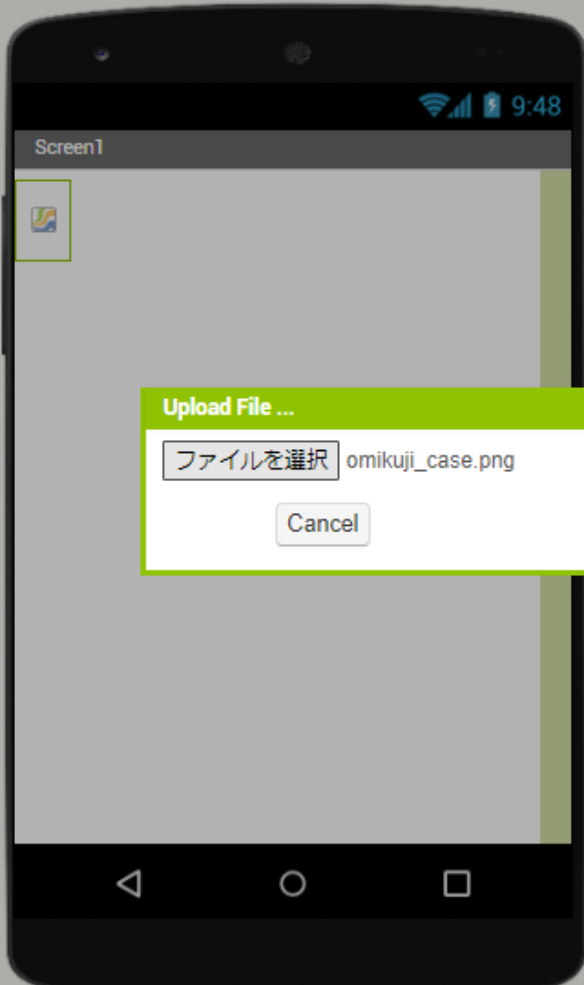 9:48
Screen1
Upload File ...
ファイルを選択 omikuji_case.png
Cancel